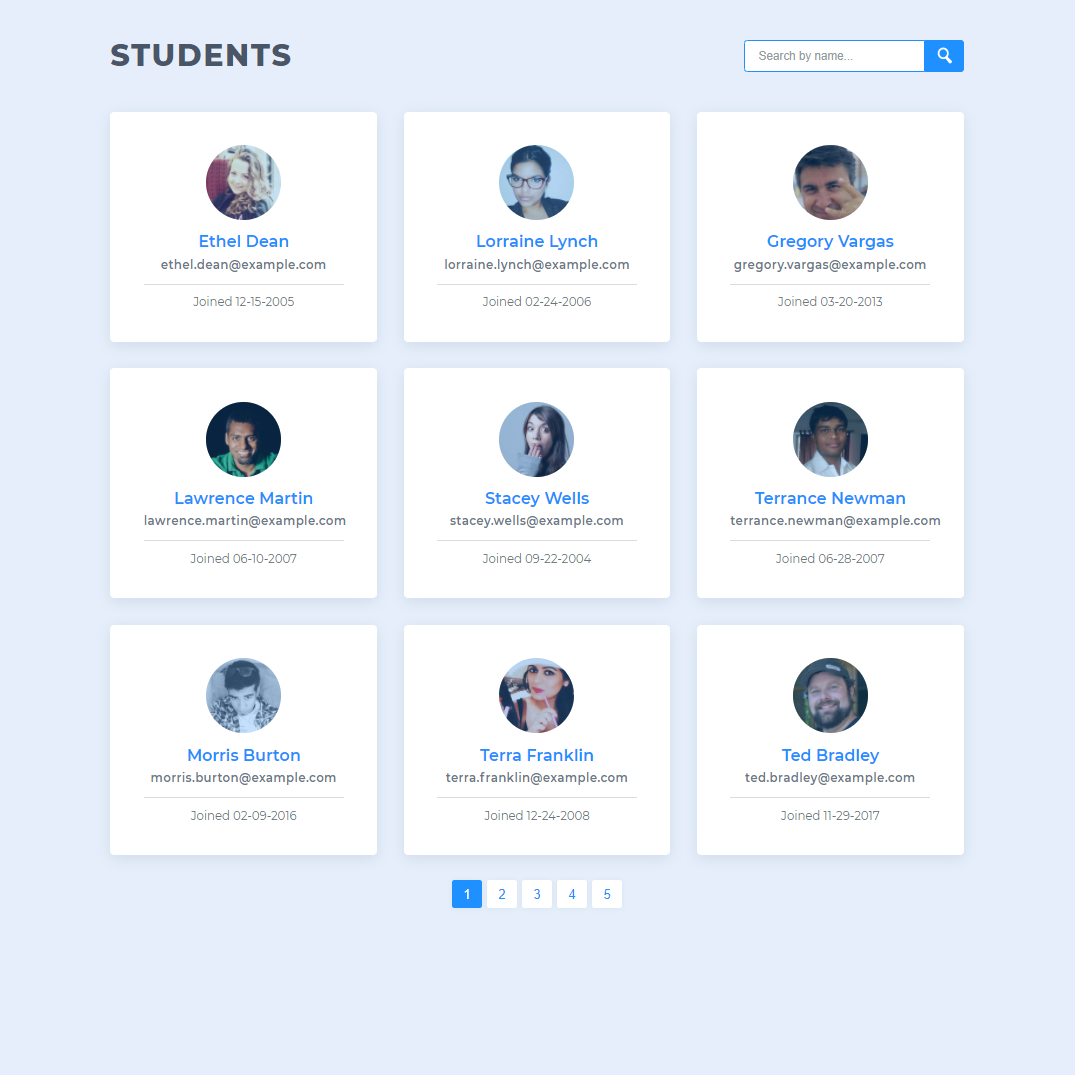 STUDENTS
Search by name...
Ethel Dean
ethel.dean@example.com
Joined 12-15-2005
Lorraine Lynch
lorraine.lynch@example.com
Joined 02-24-2006
Gregory Vargas
gregory.vargas@example.com
Joined 03-20-2013
Lawrence Martin
lawrence.martin@example.com
Joined 06-10-2007
Stacey Wells
stacey.wells@example.com
Joined 09-22-2004
Terrance Newman
terrance.newman@example.com
Joined 06-28-2007
Morris Burton
morris.burton@example.com
Joined 02-09-2016
Terra Franklin
terra.franklin@example.com
Joined 12-24-2008
Ted Bradley
ted.bradley@example.com
Joined 11-29-2017
1 2 3 4 5